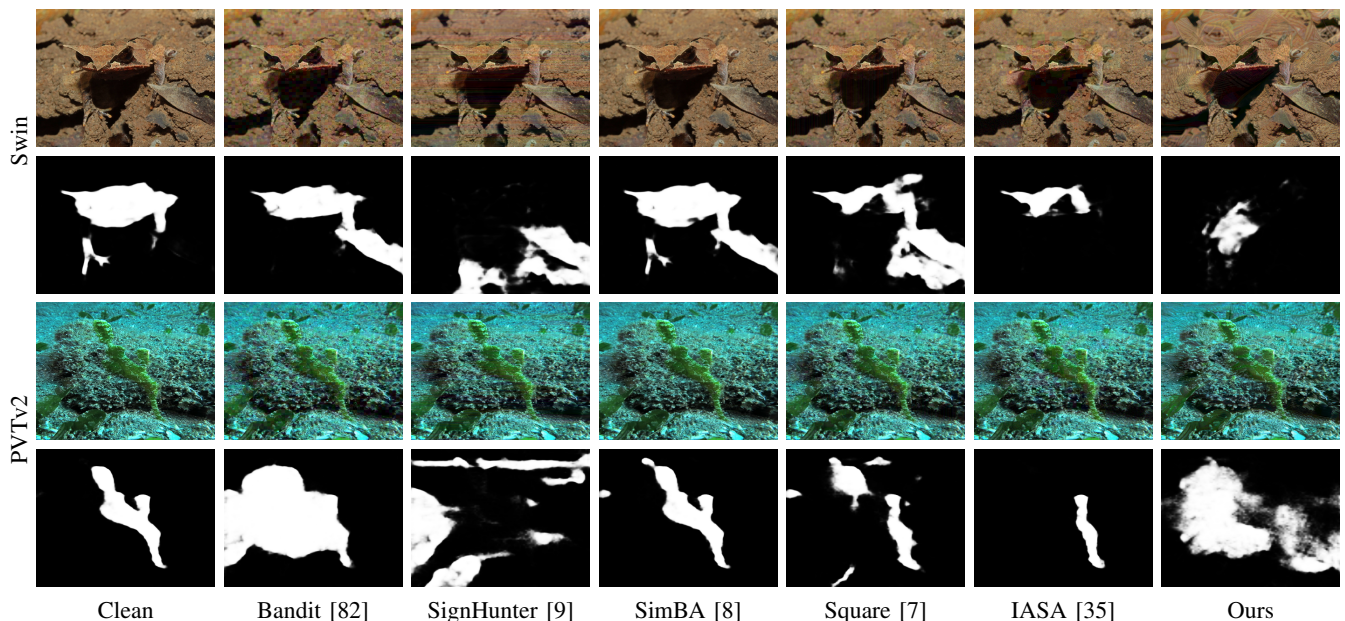 Swin
PVTv2
Clean Bandit [82] SignHunter [9] SimBA [8] Square [7] IASA [35] Ours